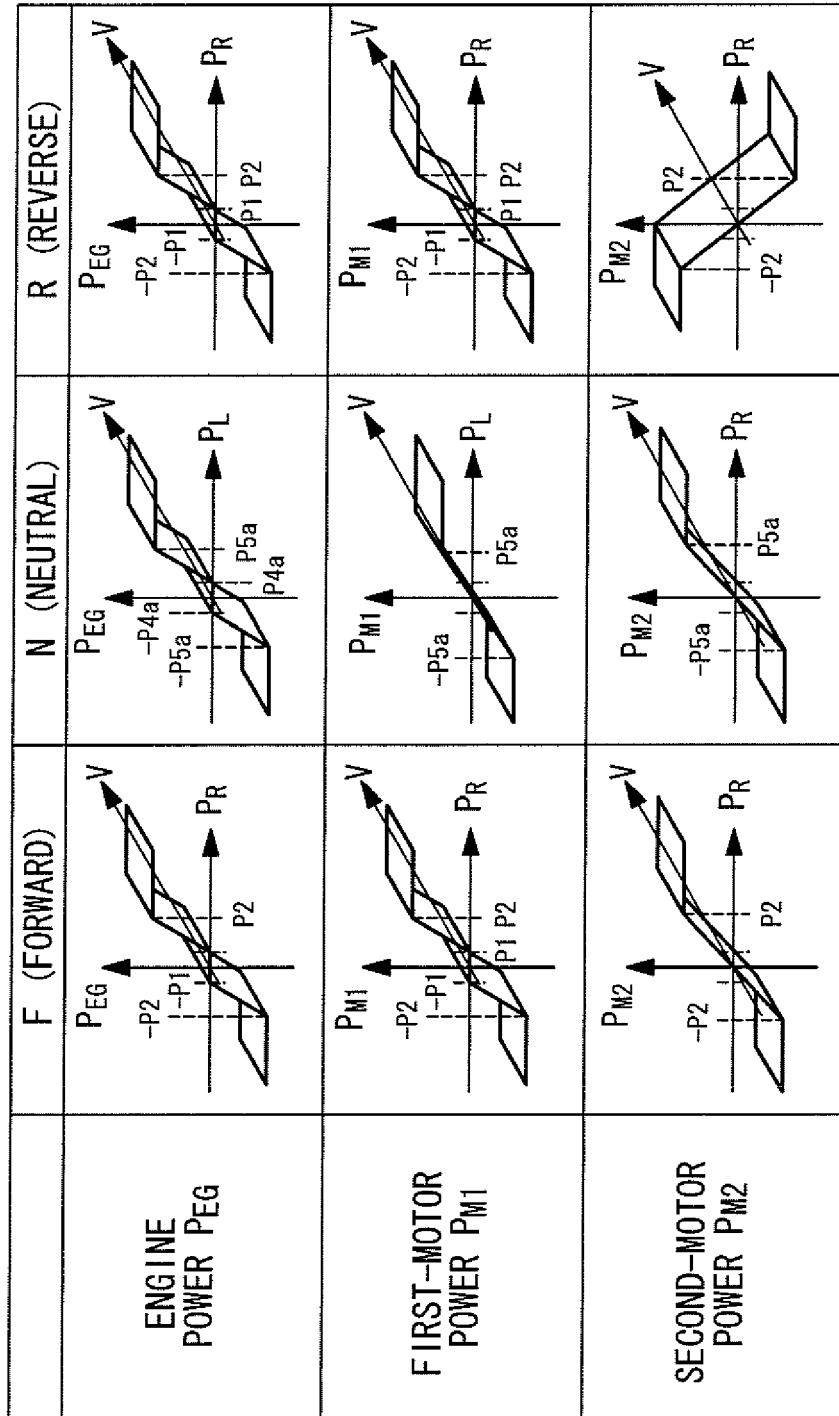 F (FORWARD)
N (NEUTRAL)
R (REVERSE)
ENGINE
POWER PEG
PEG
V
PR
-P2
-P1
P2
PEG
V
PL
-P5a
-P4a
P4a
P5a
PEG
V
PR
-P2
-P1
P1
P2
FIRST-MOTOR
POWER PM1
PM1
V
PR
-P2
-P1
P1
P2
PM1
V
PL
-P5a
P5a
PM1
V
PR
-P2
-P1
P1
P2
SECOND-MOTOR
POWER PM2
PM2
V
PR
-P2
P2
PM2
V
PR
-P5a
P5a
PM2
V
PR
-P2
P2